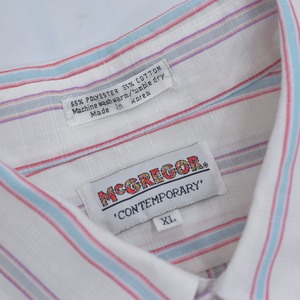 65% POLYESTER 35% COTTON
Machine wash warm/tumble dry
Made in Korea
McGREGOR®
'CONTEMPORARY'
XL